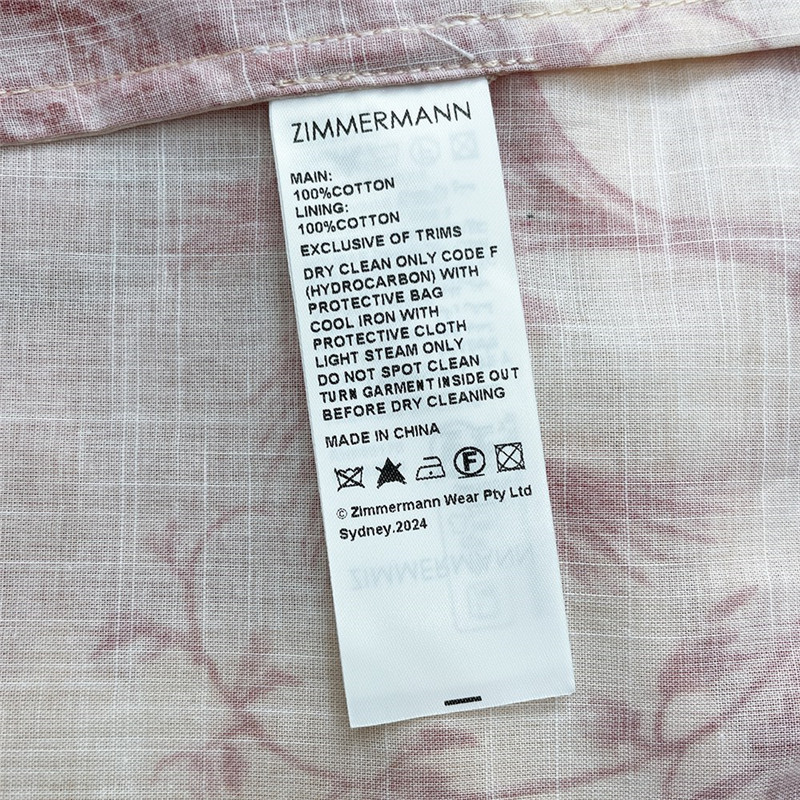 ZIMMERMANN
MAIN:
100%COTTON
LINING:
100%COTTON
EXCLUSIVE OF TRIMS
DRY CLEAN ONLY CODE F
(HYDROCARBON) WITH
PROTECTIVE BAG
COOL IRON WITH
PROTECTIVE CLOTH
LIGHT STEAM ONLY
DO NOT SPOT CLEAN
TURN GARMENT INSIDE OUT
BEFORE DRY CLEANING
MADE IN CHINA
F
© Zimmermann Wear Pty Ltd
Sydney.2024
ZIMMERMANN